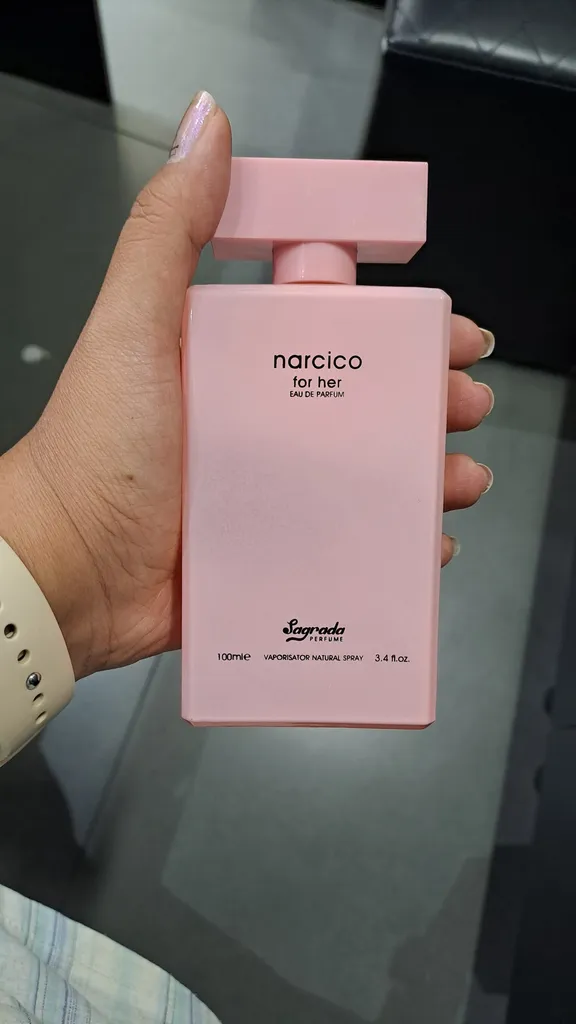 narcico
for her
EAU DE PARFUM
Sagrada
PERFUME
100ml℮ VAPORISATOR NATURAL SPRAY 3.4 fl.oz.